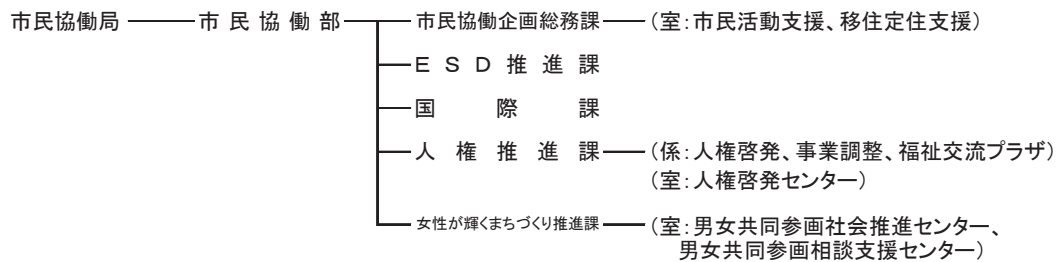 市民協働局 市民協働部 市民協働企画総務課 (室:市民活動支援、移住定住支援)
ESD推進課
国際課
人権推進課 (係:人権啓発、事業調整、福祉交流プラザ)
(室:人権啓発センター)
女性が輝くまちづくり推進課 (室:男女共同参画社会推進センター、
男女共同参画相談支援センター)